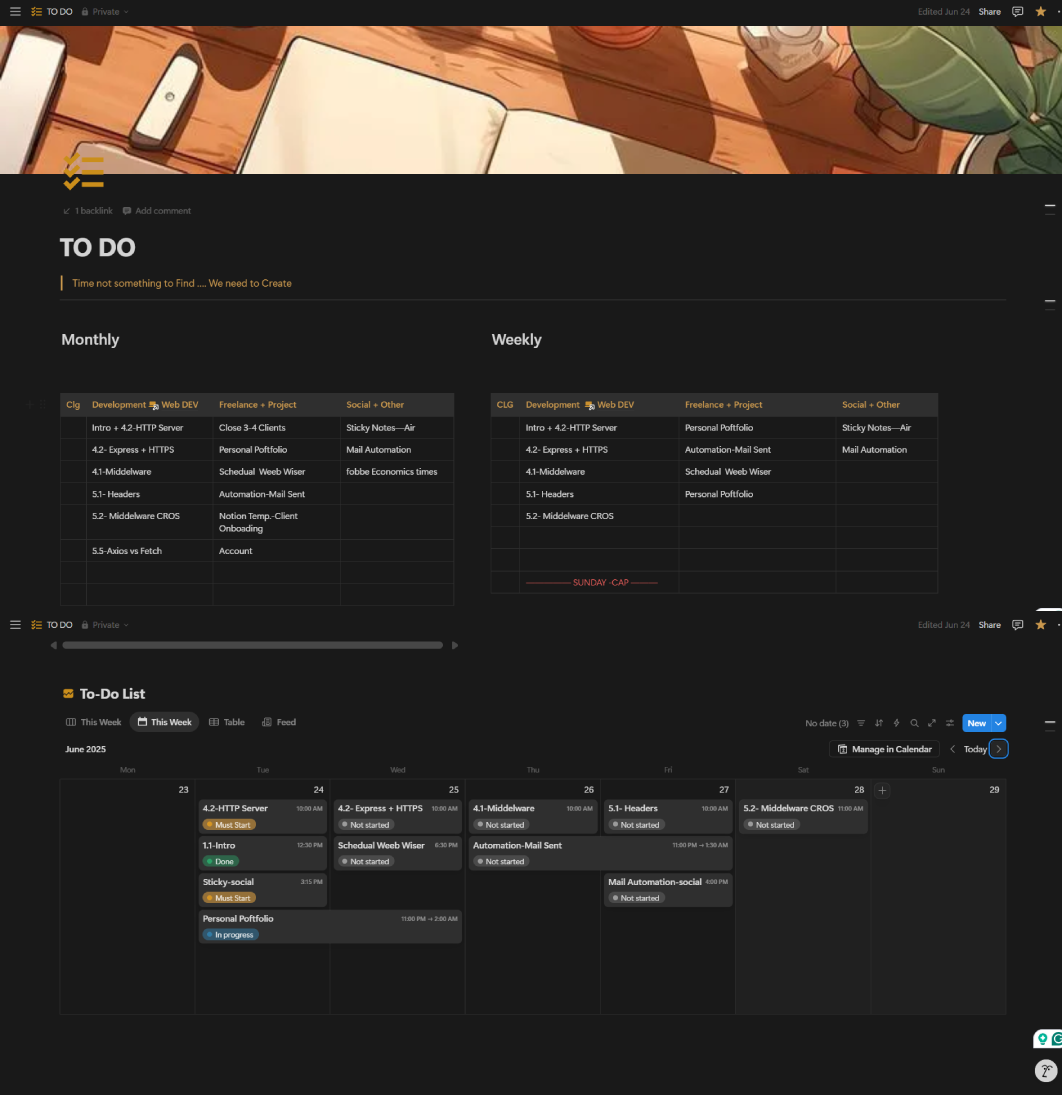 TO DO Private
Edited Jun 24 Share
1 backlink Add comment
TO DO
Time not something to Find .... We need to Create
Monthly
Clg Development Web DEV Freelance + Project Social + Other
Intro + 4.2-HTTP Server Close 3-4 Clients Sticky Notes—Air
4.2- Express + HTTPS Personal Poftfolio Mail Automation
4.1-Middelware Schedual Weeb Wiser fobbe Economics times
5.1- Headers Automation-Mail Sent
5.2- Middelware CROS Notion Temp.-Client
Onboading
5.5-Axios vs Fetch Account
Weekly
CLG Development Web DEV Freelance + Project Social + Other
Intro + 4.2-HTTP Server Personal Poftfolio Sticky Notes—Air
4.2- Express + HTTPS Automation-Mail Sent Mail Automation
4.1-Middelware Schedual Weeb Wiser
5.1- Headers Personal Poftfolio
5.2- Middelware CROS
————— SUNDAY -CAP ———
TO DO Private
Edited Jun 24 Share
To-Do List
This Week This Week Table Feed
No date (3) New
June 2025
Manage in Calendar Today
Mon Tue Wed Thu Fri Sat Sun
23 24 25 26 27 28 29
4.2-HTTP Server 10:00 AM
Must Start
1.1-Intro 12:30 PM
Done
Sticky-social 3:15 PM
Must Start
Personal Poftfolio 11:00 PM → 2:00 AM
In progress
4.2- Express + HTTPS 10:00 AM
Not started
Schedual Weeb Wiser 6:30 PM
Not started
4.1-Middelware 10:00 AM
Not started
Automation-Mail Sent 11:00 PM → 1:30 AM
Not started
5.1- Headers 10:00 AM
Not started
Mail Automation-social 4:00 PM
Not started
5.2- Middelware CROS 11:00 AM
Not started